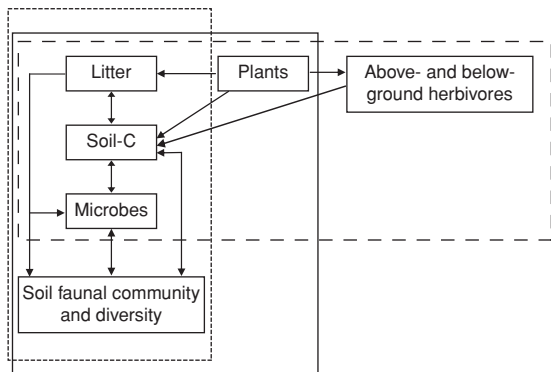 Litter
Plants
Above- and below-
ground herbivores
Soil-C
Microbes
Soil faunal community
and diversity